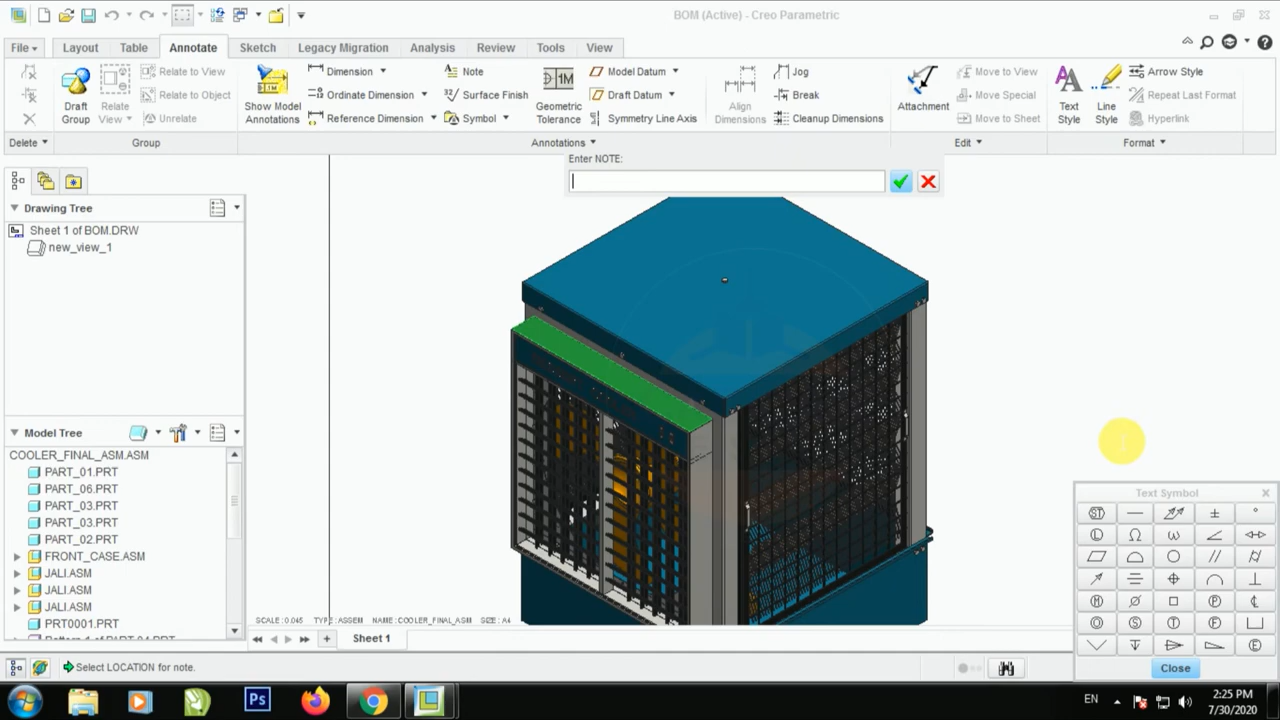 BOM (Active) - Creo Parametric
File
Layout
Table
Annotate
Sketch
Legacy Migration
Analysis
Review
Tools
View
Draft Group
Relate View
Relate to View
Relate to Object
Unrelate
Show Model Annotations
Dimension
Ordinate Dimension
Reference Dimension
Note
Surface Finish
Symbol
Geometric Tolerance
Model Datum
Draft Datum
Symmetry Line Axis
Align Dimensions
Jog
Break
Cleanup Dimensions
Attachment
Move to View
Move Special
Move to Sheet
Text Style
Line Style
Arrow Style
Repeat Last Format
Hyperlink
Delete
Group
Annotations
Edit
Format
Enter NOTE:
Drawing Tree
Sheet 1 of BOM.DRW
new_view_1
Model Tree
COOLER_FINAL_ASM.ASM
PART_01.PRT
PART_06.PRT
PART_03.PRT
PART_03.PRT
PART_02.PRT
FRONT_CASE.ASM
JALI.ASM
JALI.ASM
JALI.ASM
PRT0001.PRT
Pattern 1 of PART_04.PRT
SCALE : 0.045 TYPE : ASSEM NAME : COOLER_FINAL_ASM SIZE : A4
Sheet 1
Select LOCATION for note.
Text Symbol
Close
EN
2:25 PM
7/30/2020